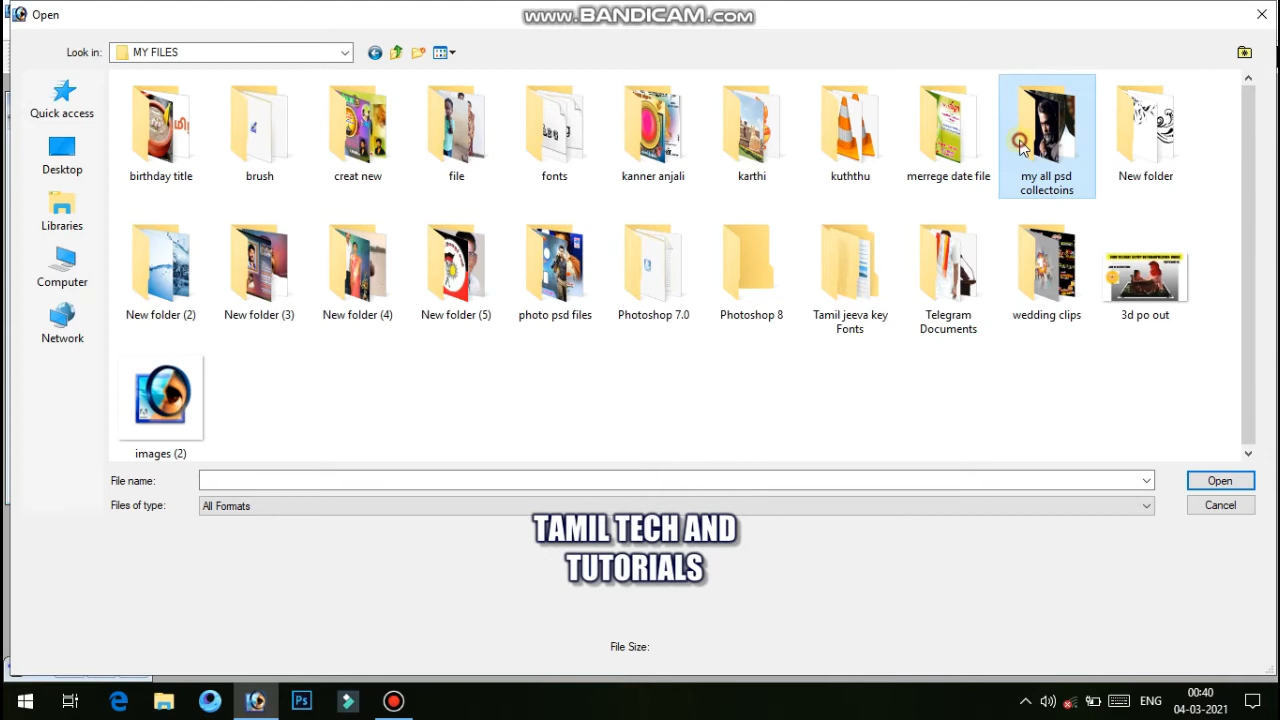 Open
WWW.BANDICAM.COM
Look in:
MY FILES
Quick access
Desktop
Libraries
Computer
Network
birthday title
brush
creat new
file
fonts
kanner anjali
karthi
kuththu
merrege date file
my all psd
collectoins
New folder
New folder (2)
New folder (3)
New folder (4)
New folder (5)
photo psd files
Photoshop 7.0
Photoshop 8
Tamil jeeva key
Fonts
Telegram
Documents
wedding clips
3d po out
images (2)
File name:
Open
Files of type:
All Formats
Cancel
TAMIL TECH AND
TUTORIALS
File Size:
Ps
ENG
00:40
04-03-2021